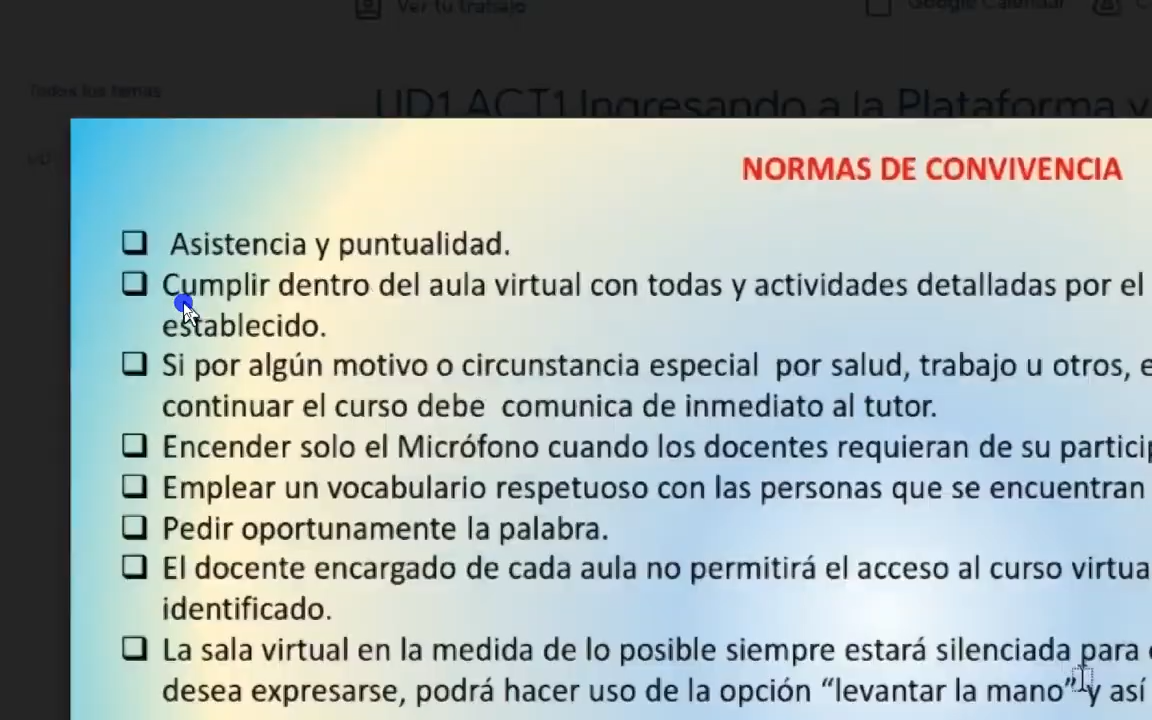 Ver tu trabajo
Google Calendar
Todos los temas
UD1 ACT1 Ingresando a la Plataforma y
UD
NORMAS DE CONVIVENCIA
❑ Asistencia y puntualidad.
❑ Cumplir dentro del aula virtual con todas y actividades detalladas por el
establecido.
❑ Si por algún motivo o circunstancia especial por salud, trabajo u otros, e
continuar el curso debe comunica de inmediato al tutor.
❑ Encender solo el Micrófono cuando los docentes requieran de su particip
❑ Emplear un vocabulario respetuoso con las personas que se encuentran
❑ Pedir oportunamente la palabra.
❑ El docente encargado de cada aula no permitirá el acceso al curso virtua
identificado.
❑ La sala virtual en la medida de lo posible siempre estará silenciada para
desea expresarse, podrá hacer uso de la opción “levantar la mano” y así